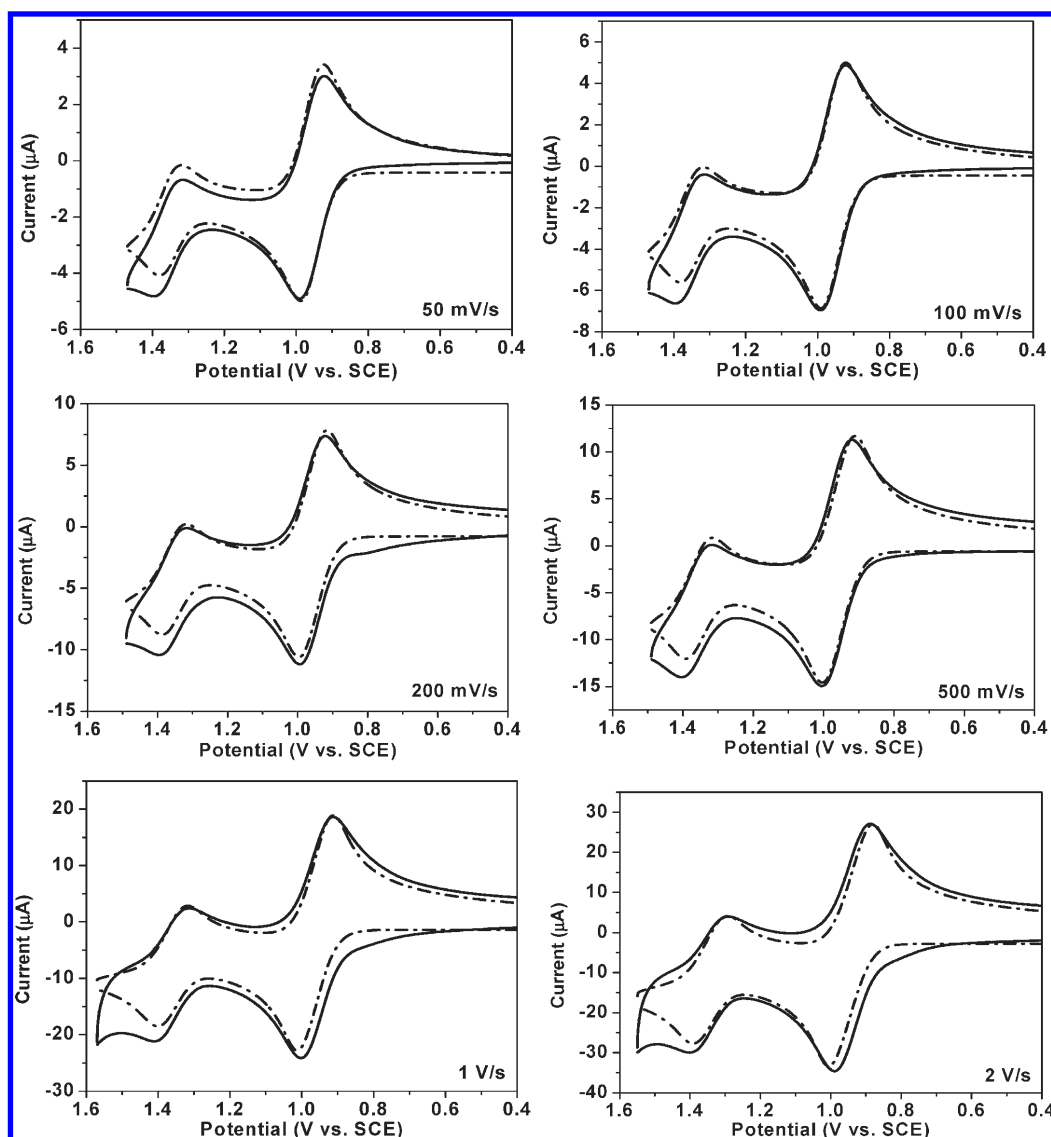 4
2
0
-2
-4
-6
Current (μA)
50 mV/s
1.6 1.4 1.2 1.0 0.8 0.6 0.4
Potential (V vs. SCE)
6
4
2
0
-2
-4
-6
-8
Current (μA)
100 mV/s
1.6 1.4 1.2 1.0 0.8 0.6 0.4
Potential (V vs. SCE)
10
5
0
-5
-10
-15
Current (μA)
200 mV/s
1.6 1.4 1.2 1.0 0.8 0.6 0.4
Potential (V vs. SCE)
15
10
5
0
-5
-10
-15
Current (μA)
500 mV/s
1.6 1.4 1.2 1.0 0.8 0.6 0.4
Potential (V vs. SCE)
20
10
0
-10
-20
-30
Current (μA)
1 V/s
1.6 1.4 1.2 1.0 0.8 0.6 0.4
Potential (V vs. SCE)
30
20
10
0
-10
-20
-30
-40
Current (μA)
2 V/s
1.6 1.4 1.2 1.0 0.8 0.6 0.4
Potential (V vs. SCE)